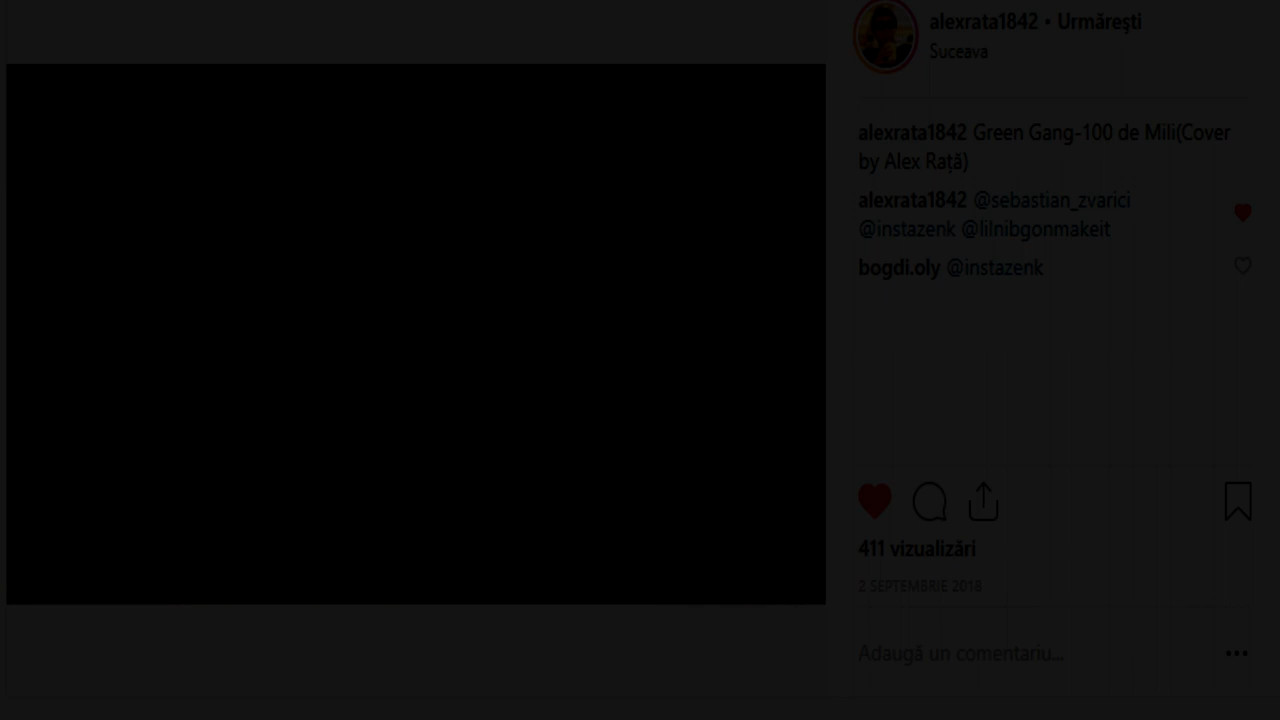 alexrata1842 • Urmărești
Suceava
alexrata1842 Green Gang-100 de Mili(Cover
by Alex Rață)
alexrata1842 @sebastian_zvarici
@instazenk @lilnibgonmakeit
bogdi.oly @instazenk
411 vizualizări
2 SEPTEMBRIE 2018
Adaugă un comentariu...